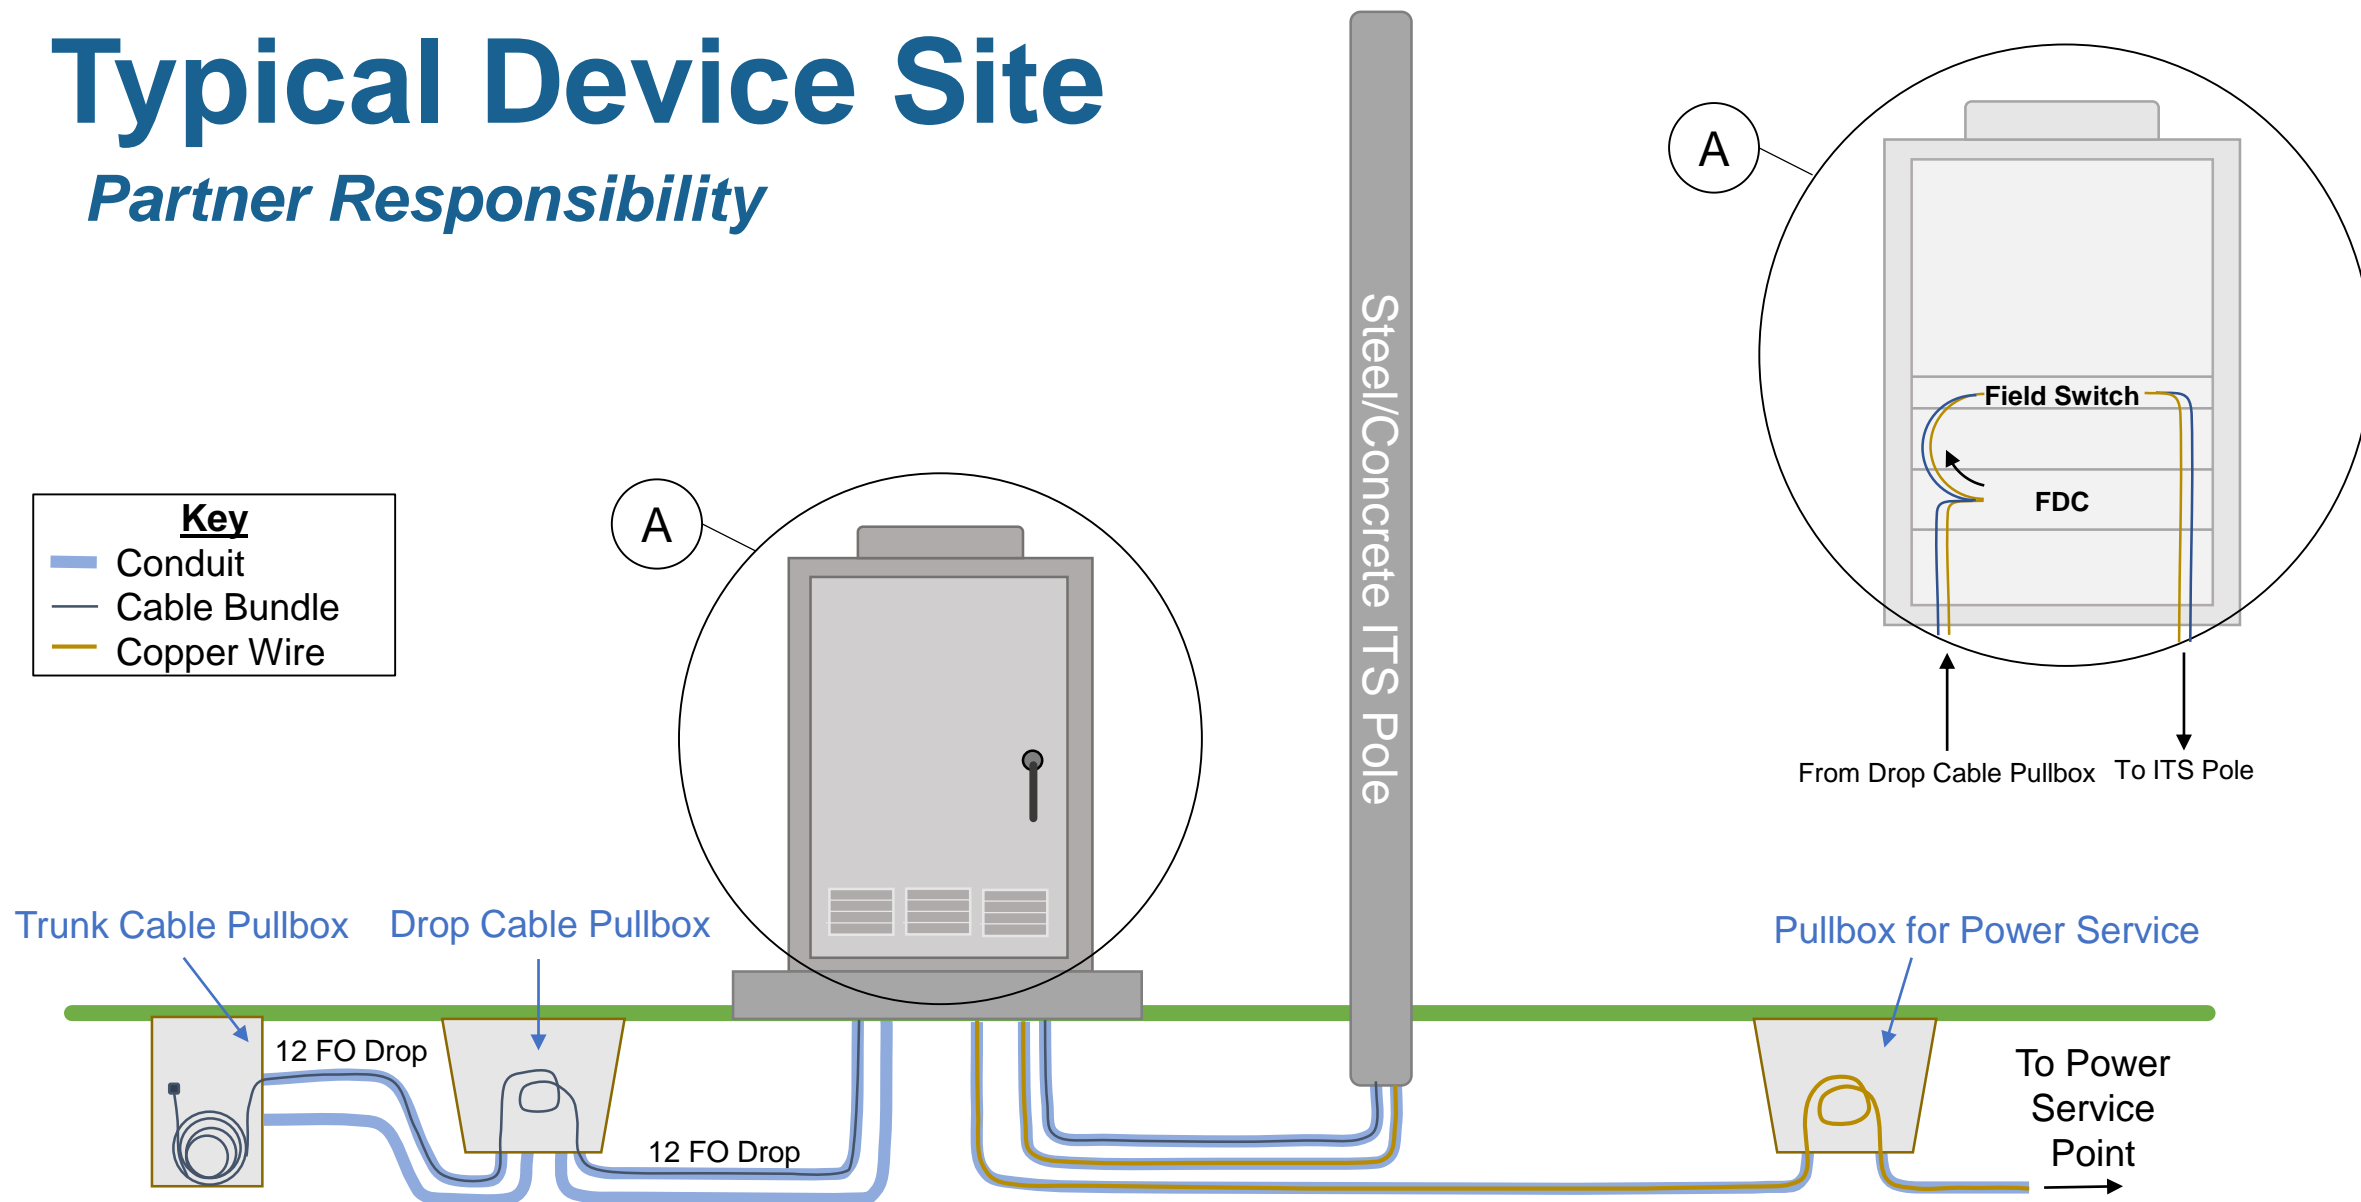 Typical Device Site
Partner Responsibility
A
Field Switch
FDC
From Drop Cable Pullbox
To ITS Pole
Steel/Concrete ITS Pole
A
Key
Conduit
Cable Bundle
Copper Wire
Trunk Cable Pullbox
Drop Cable Pullbox
Pullbox for Power Service
12 FO Drop
12 FO Drop
To Power
Service
Point